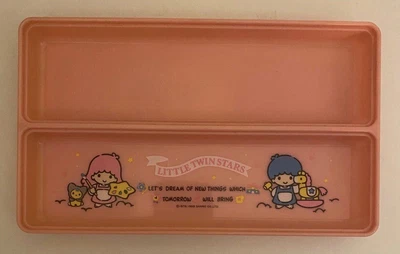 LITTLE TWIN STARS
LET'S DREAM OF NEW THINGS WHICH
TOMORROW WILL BRING